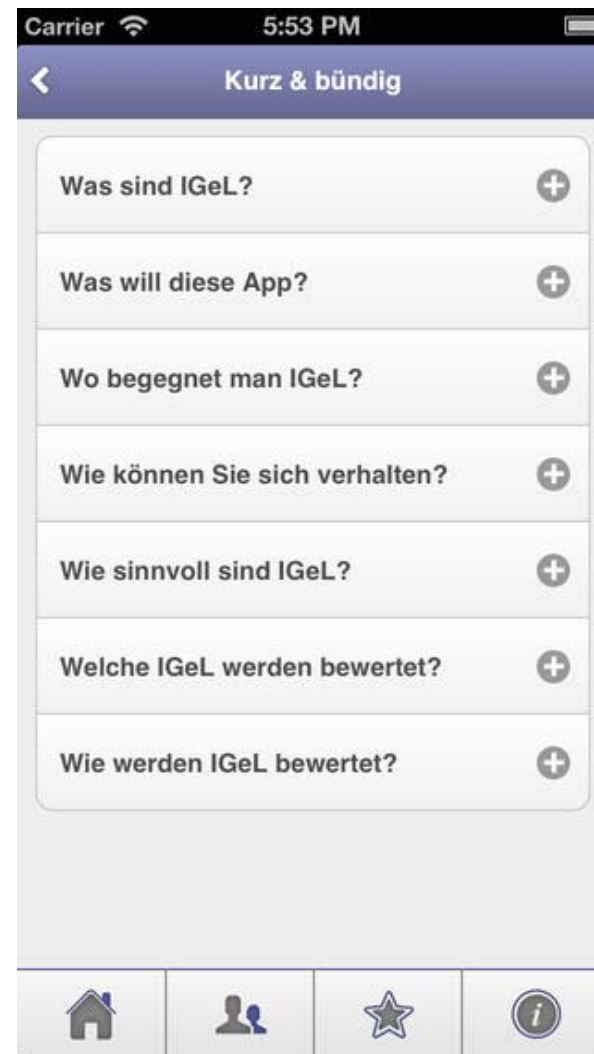 Carrier 5:53 PM
Kurz & bündig
Was sind IGeL?
Was will diese App?
Wo begegnet man IGeL?
Wie können Sie sich verhalten?
Wie sinnvoll sind IGeL?
Welche IGeL werden bewertet?
Wie werden IGeL bewertet?